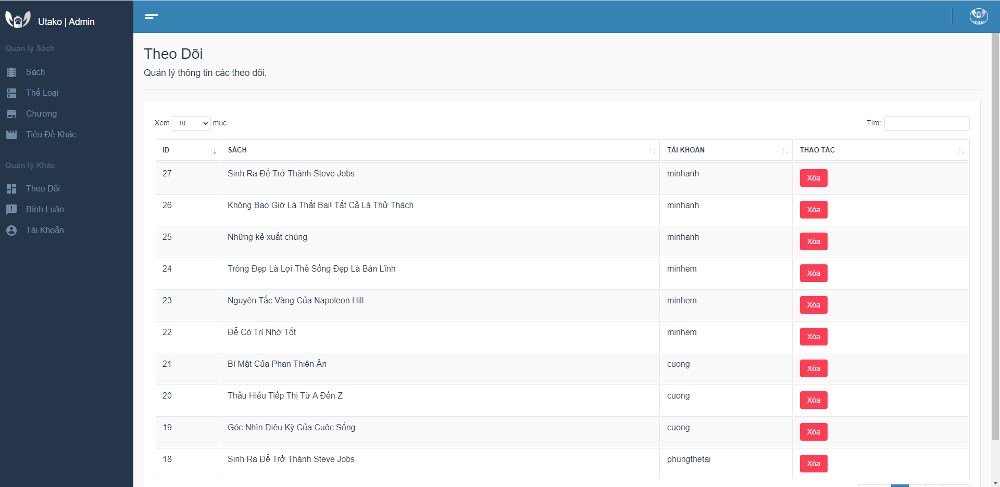 Utako | Admin
Quản lý Sách
Sách
Thể Loại
Chương
Tiêu Đề Khác
Quản lý Khác
Theo Dõi
Bình Luận
Tài Khoản
Theo Dõi
Quản lý thông tin các theo dõi.
Xem 10 mục
Tìm:
ID SÁCH TÀI KHOẢN THAO TÁC
27 Sinh Ra Để Trở Thành Steve Jobs minhanh Xóa
26 Không Bao Giờ Là Thất Bại! Tất Cả Là Thử Thách minhanh Xóa
25 Những kẻ xuất chúng minhanh Xóa
24 Trông Đẹp Là Lợi Thế Sống Đẹp Là Bản Lĩnh minhem Xóa
23 Nguyên Tắc Vàng Của Napoleon Hill minhem Xóa
22 Để Có Trí Nhớ Tốt minhem Xóa
21 Bí Mật Của Phan Thiên Ân cuong Xóa
20 Thấu Hiểu Tiếp Thị Từ A Đến Z cuong Xóa
19 Góc Nhìn Diệu Kỳ Của Cuộc Sống cuong Xóa
18 Sinh Ra Để Trở Thành Steve Jobs phungthetai Xóa